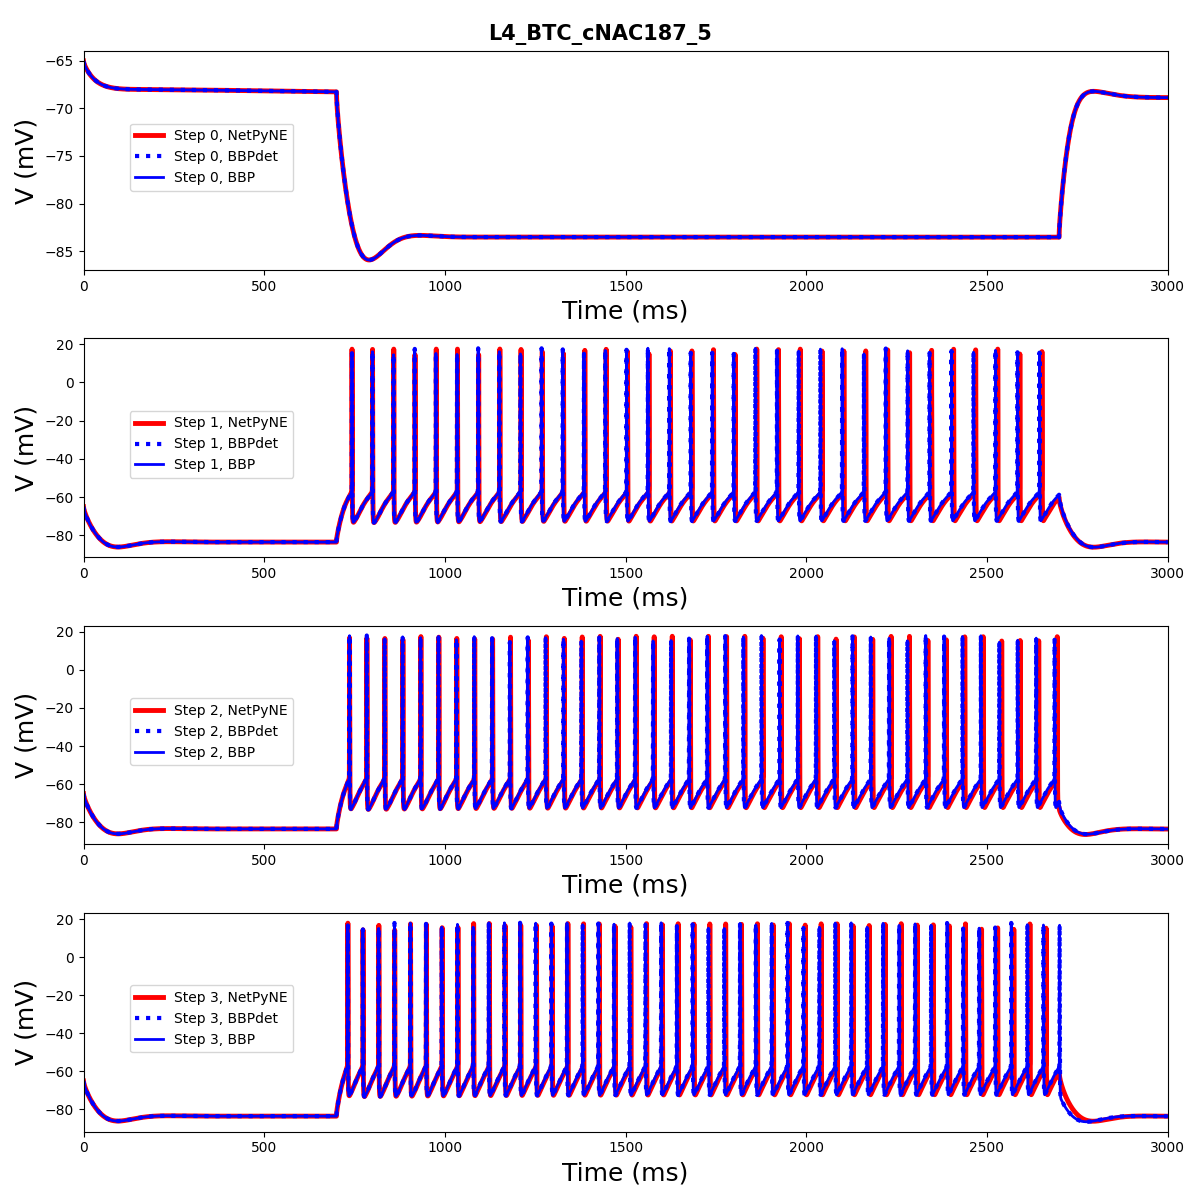 L4_BTC_cNAC187_5
−65
−70
−75
−80
−85
V (mV)
Step 0, NetPyNE
Step 0, BBPdet
Step 0, BBP
0 500 1000 1500 2000 2500 3000
Time (ms)
20
0
−20
−40
−60
−80
V (mV)
Step 1, NetPyNE
Step 1, BBPdet
Step 1, BBP
0 500 1000 1500 2000 2500 3000
Time (ms)
20
0
−20
−40
−60
−80
V (mV)
Step 2, NetPyNE
Step 2, BBPdet
Step 2, BBP
0 500 1000 1500 2000 2500 3000
Time (ms)
20
0
−20
−40
−60
−80
V (mV)
Step 3, NetPyNE
Step 3, BBPdet
Step 3, BBP
0 500 1000 1500 2000 2500 3000
Time (ms)